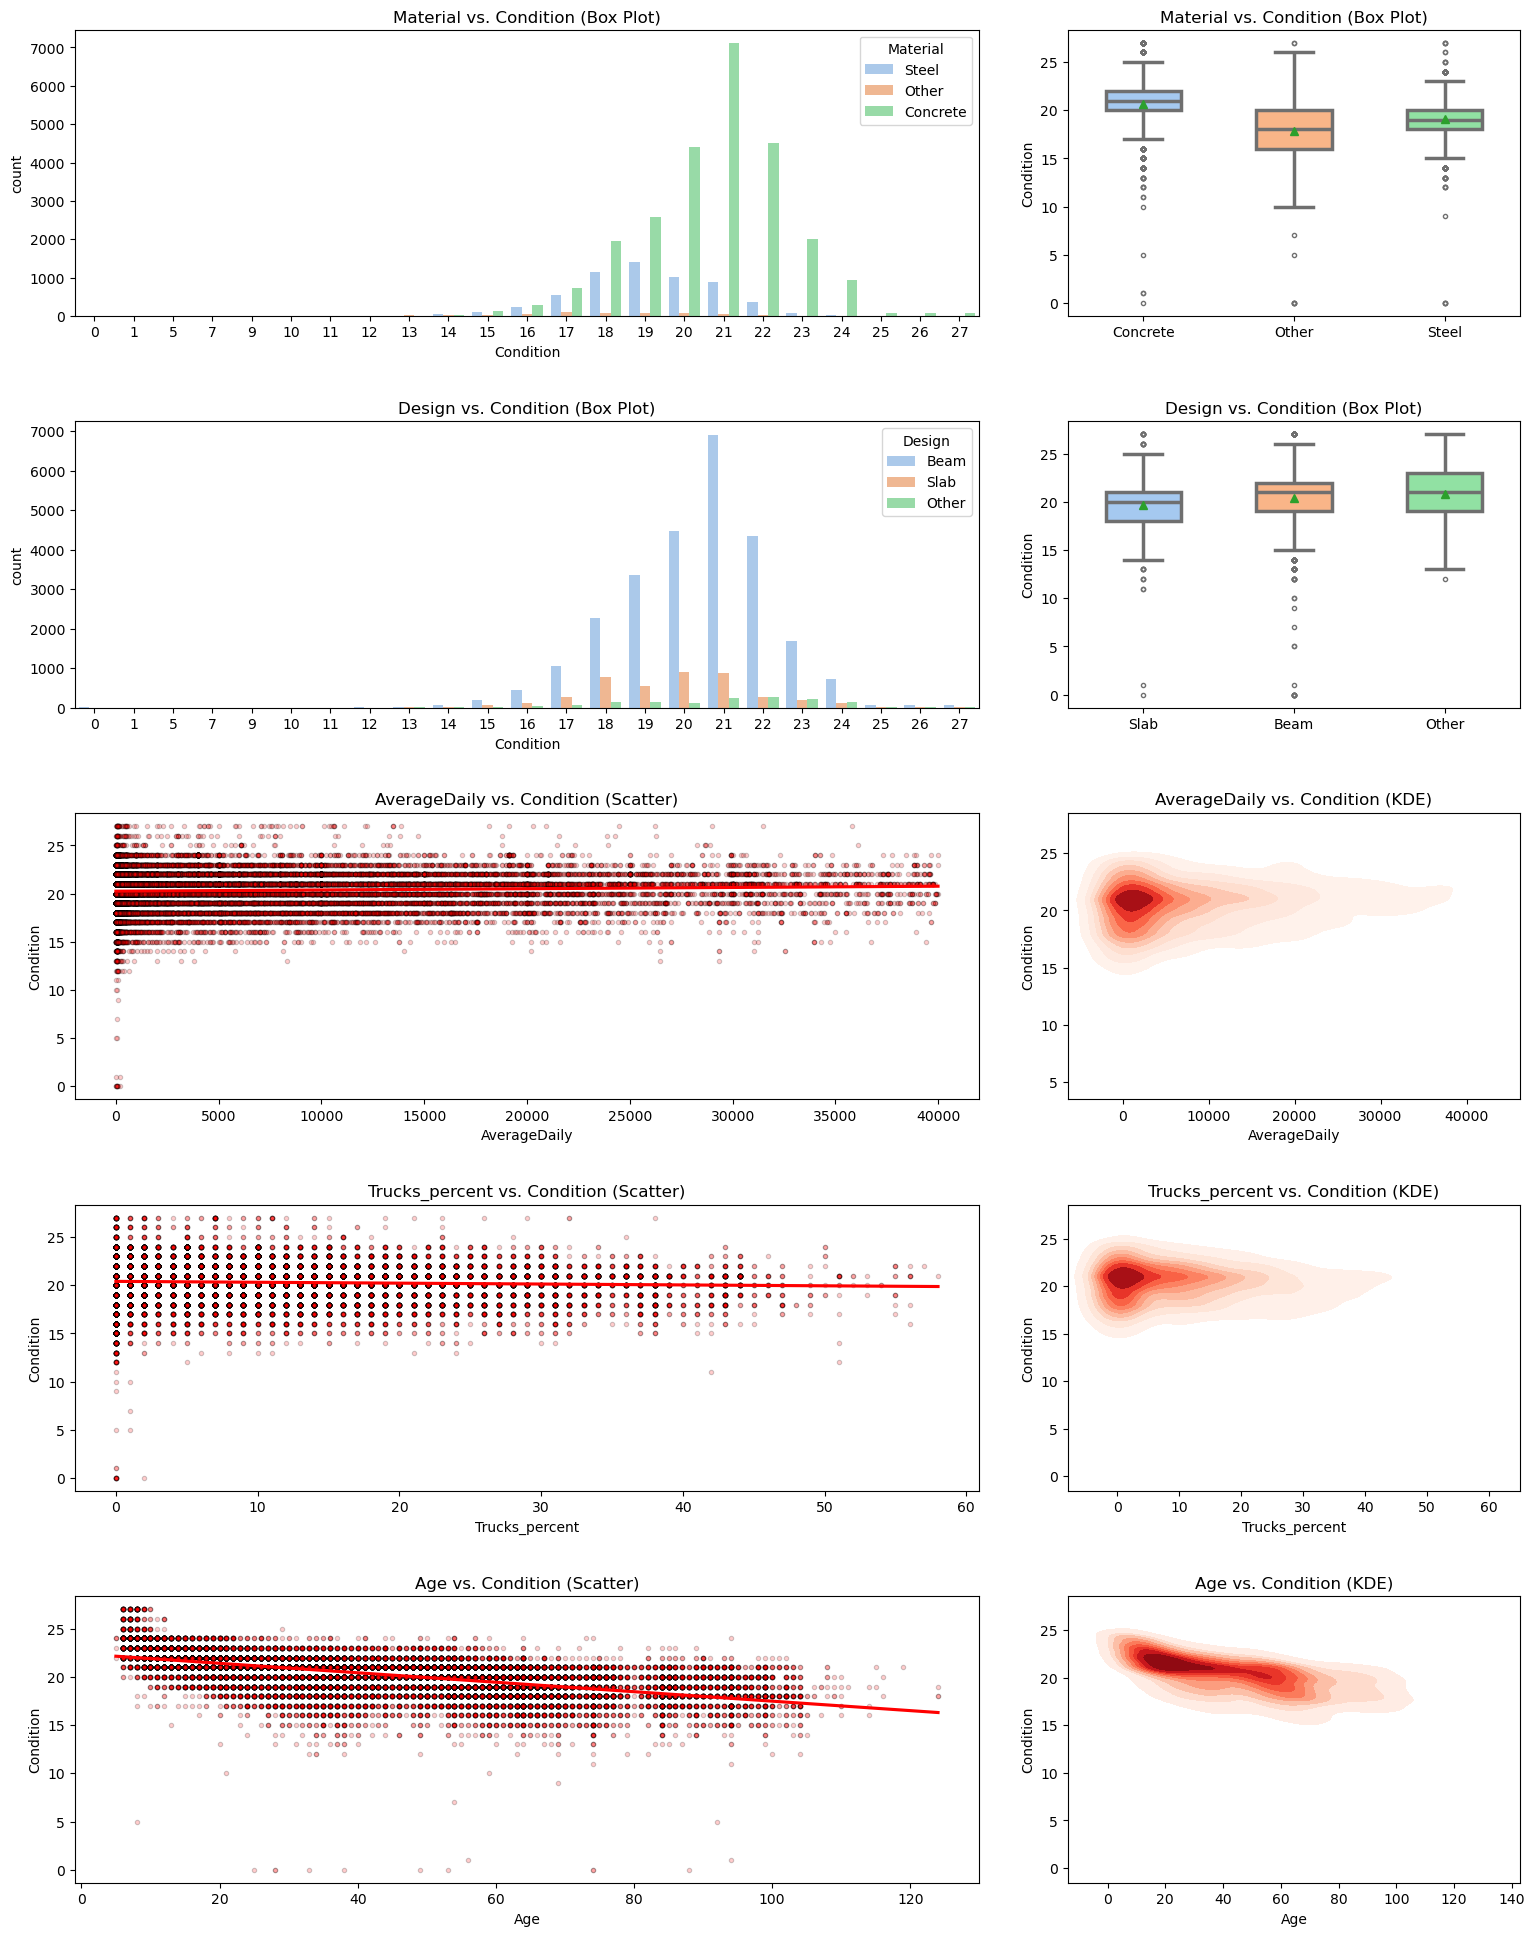 Material vs. Condition (Box Plot)
7000
6000
5000
4000
3000
2000
1000
0
count
Material
Steel
Other
Concrete
0 1 5 7 9 10 11 12 13 14 15 16 17 18 19 20 21 22 23 24 25 26 27
Condition
Material vs. Condition (Box Plot)
25
20
15
10
5
0
Condition
Concrete Other Steel
Design vs. Condition (Box Plot)
7000
6000
5000
4000
3000
2000
1000
0
count
Design
Beam
Slab
Other
0 1 5 7 9 10 11 12 13 14 15 16 17 18 19 20 21 22 23 24 25 26 27
Condition
Design vs. Condition (Box Plot)
25
20
15
10
5
0
Condition
Slab Beam Other
AverageDaily vs. Condition (Scatter)
25
20
15
10
5
0
Condition
0 5000 10000 15000 20000 25000 30000 35000 40000
AverageDaily
AverageDaily vs. Condition (KDE)
25
20
15
10
5
Condition
0 10000 20000 30000 40000
AverageDaily
Trucks_percent vs. Condition (Scatter)
25
20
15
10
5
0
Condition
0 10 20 30 40 50 60
Trucks_percent
Trucks_percent vs. Condition (KDE)
25
20
15
10
5
0
Condition
0 10 20 30 40 50 60
Trucks_percent
Age vs. Condition (Scatter)
25
20
15
10
5
0
Condition
0 20 40 60 80 100 120
Age
Age vs. Condition (KDE)
25
20
15
10
5
0
Condition
0 20 40 60 80 100 120 140
Age